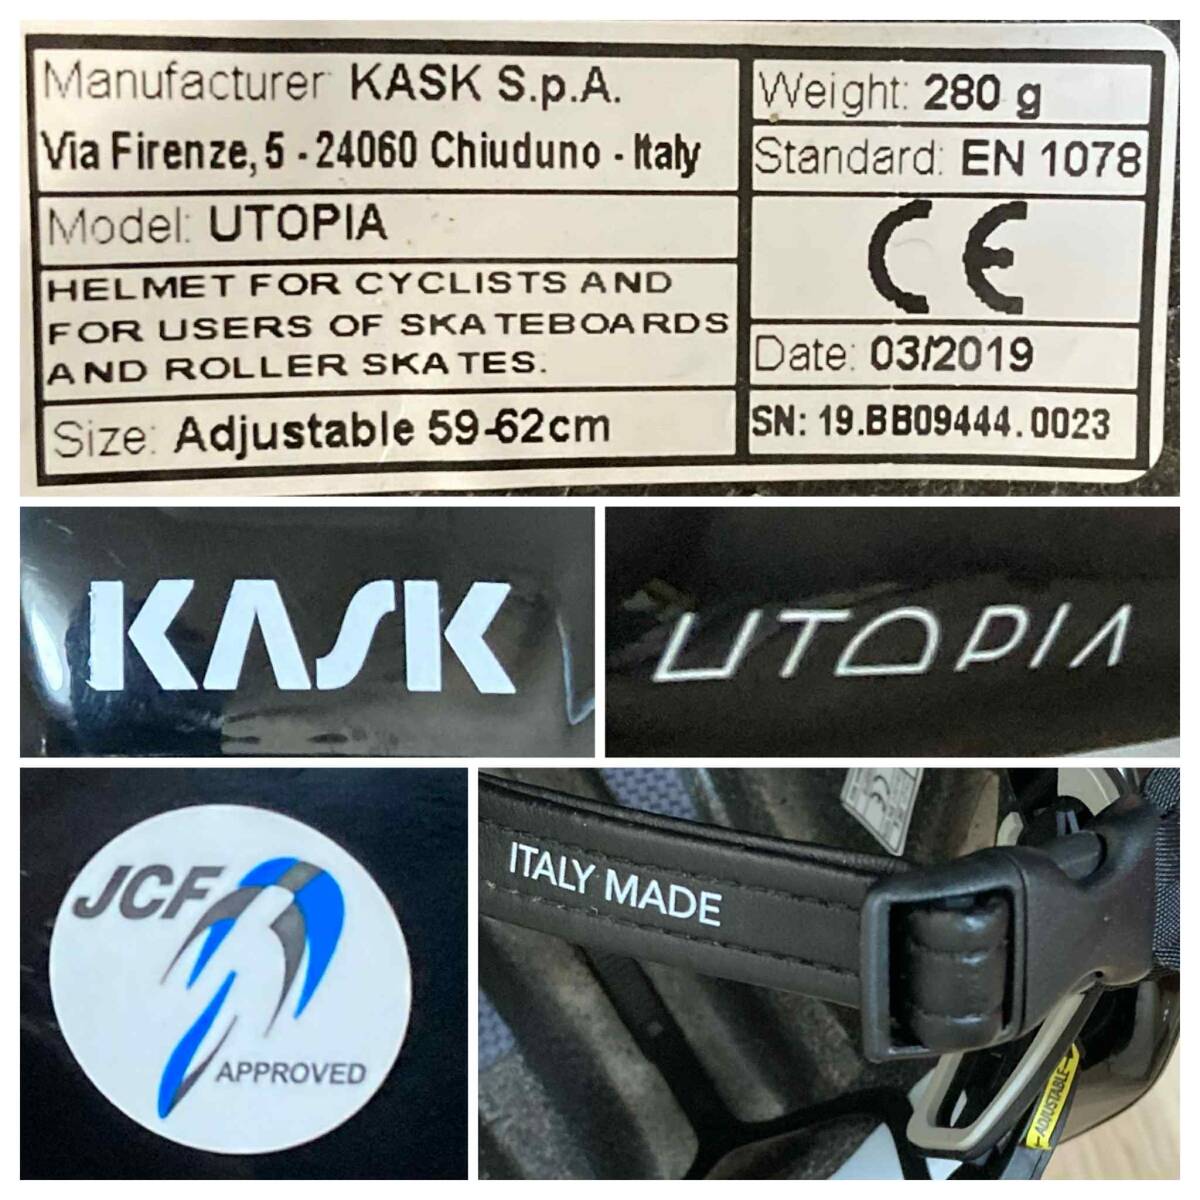 Manufacturer KASK S.p.A.
Via Firenze, 5 - 24060 Chiuduno - Italy
Model: UTOPIA
HELMET FOR CYCLISTS AND
FOR USERS OF SKATEBOARDS
AND ROLLER SKATES.
Size: Adjustable 59-62cm
Weight: 280 g
Standard: EN 1078
CE
Date: 03/2019
SN: 19.BB09444.0023
KASK
UTOPIA
JCF
APPROVED
ITALY MADE
ADJUSTABLE